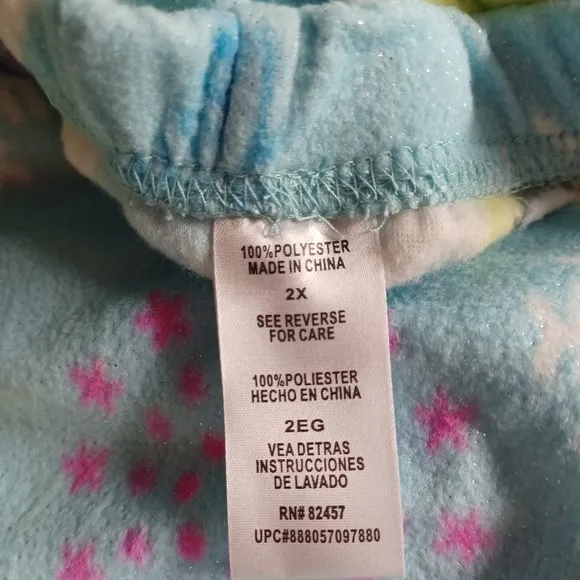 100%POLYESTER
MADE IN CHINA
2X
SEE REVERSE
FOR CARE
100%POLIESTER
HECHO EN CHINA
2EG
VEA DETRAS
INSTRUCCIONES
DE LAVADO
RN# 82457
UPC#888057097880